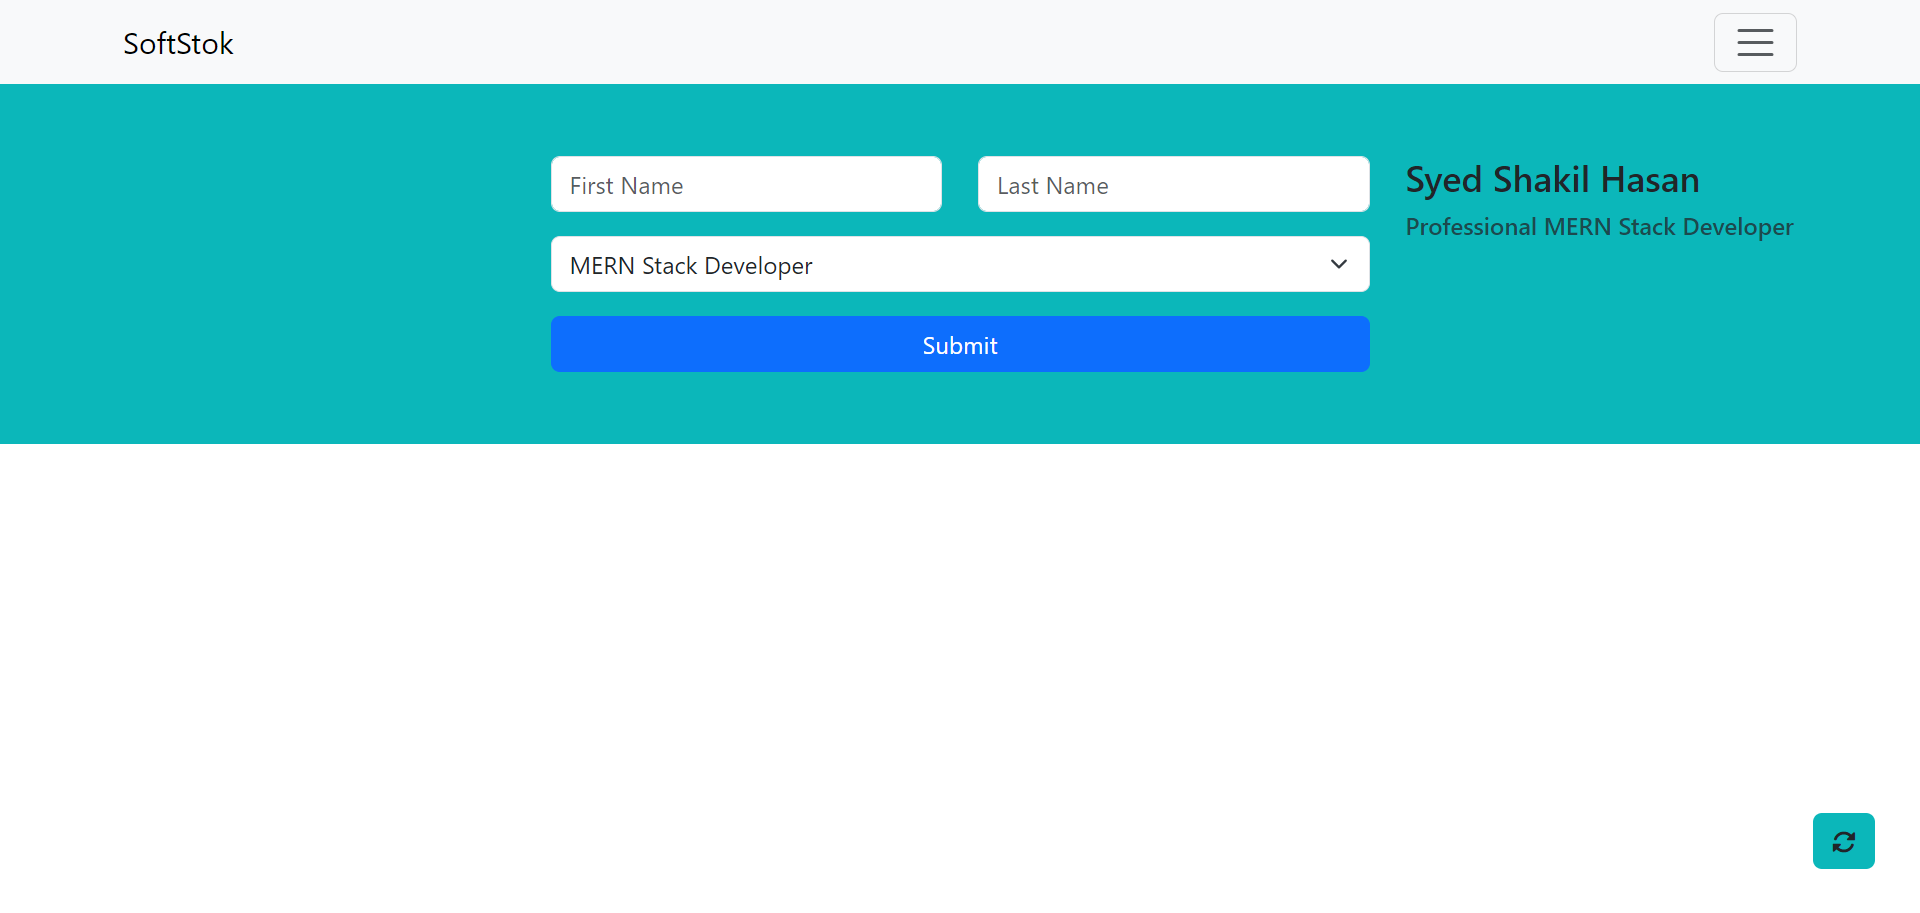 SoftStok
First Name
Last Name
MERN Stack Developer
Submit
Syed Shakil Hasan
Professional MERN Stack Developer